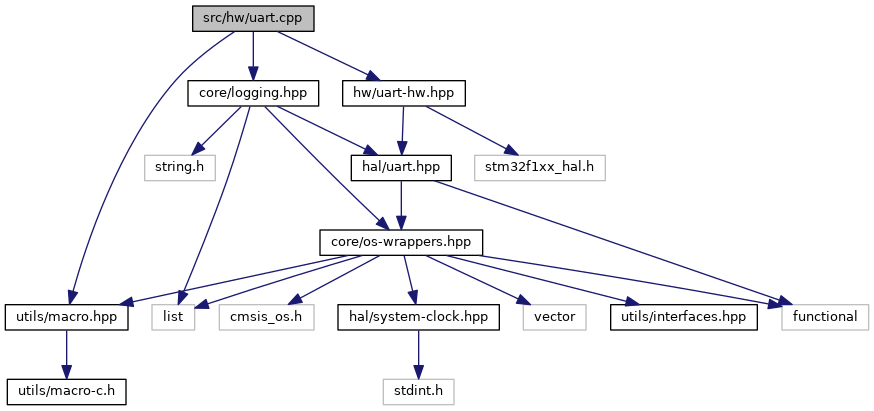 src/hw/uart.cpp
core/logging.hpp
hw/uart-hw.hpp
string.h
hal/uart.hpp
stm32f1xx_hal.h
core/os-wrappers.hpp
utils/macro.hpp
list
cmsis_os.h
hal/system-clock.hpp
vector
utils/interfaces.hpp
functional
utils/macro-c.h
stdint.h